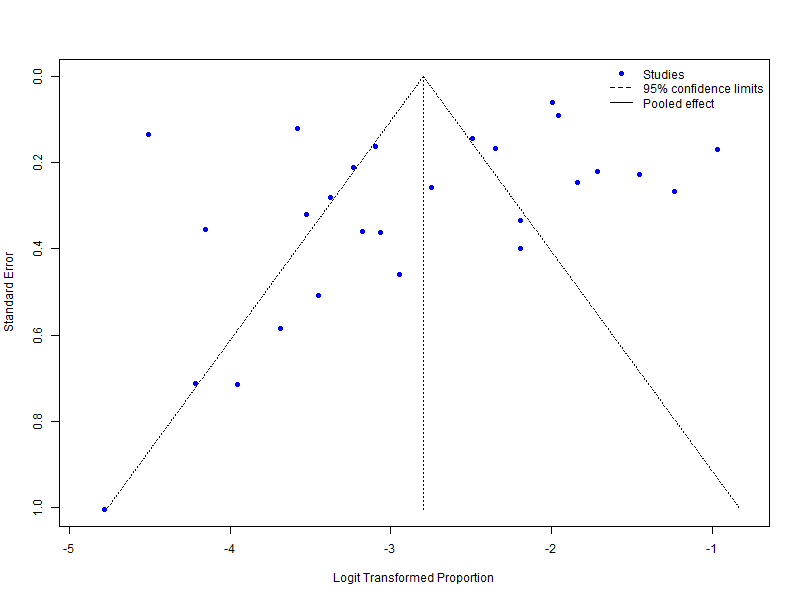 Studies
95% confidence limits
Pooled effect
0.0
0.2
0.4
0.6
0.8
1.0
Standard Error
-5
-4
-3
-2
-1
Logit Transformed Proportion